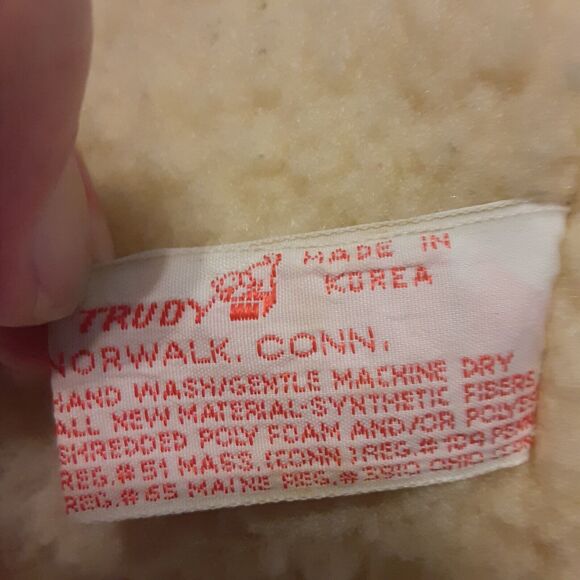 TRUDY MADE IN KOREA
NORWALK, CONN.
HAND WASH/GENTLE MACHINE DRY
ALL NEW MATERIAL-SYNTHETIC FIBERS
SHREDDED POLY FOAM AND/OR
REG. #51 MASS. (CONN.) REG.#
REG. #65 MAINE REG.# OHIO